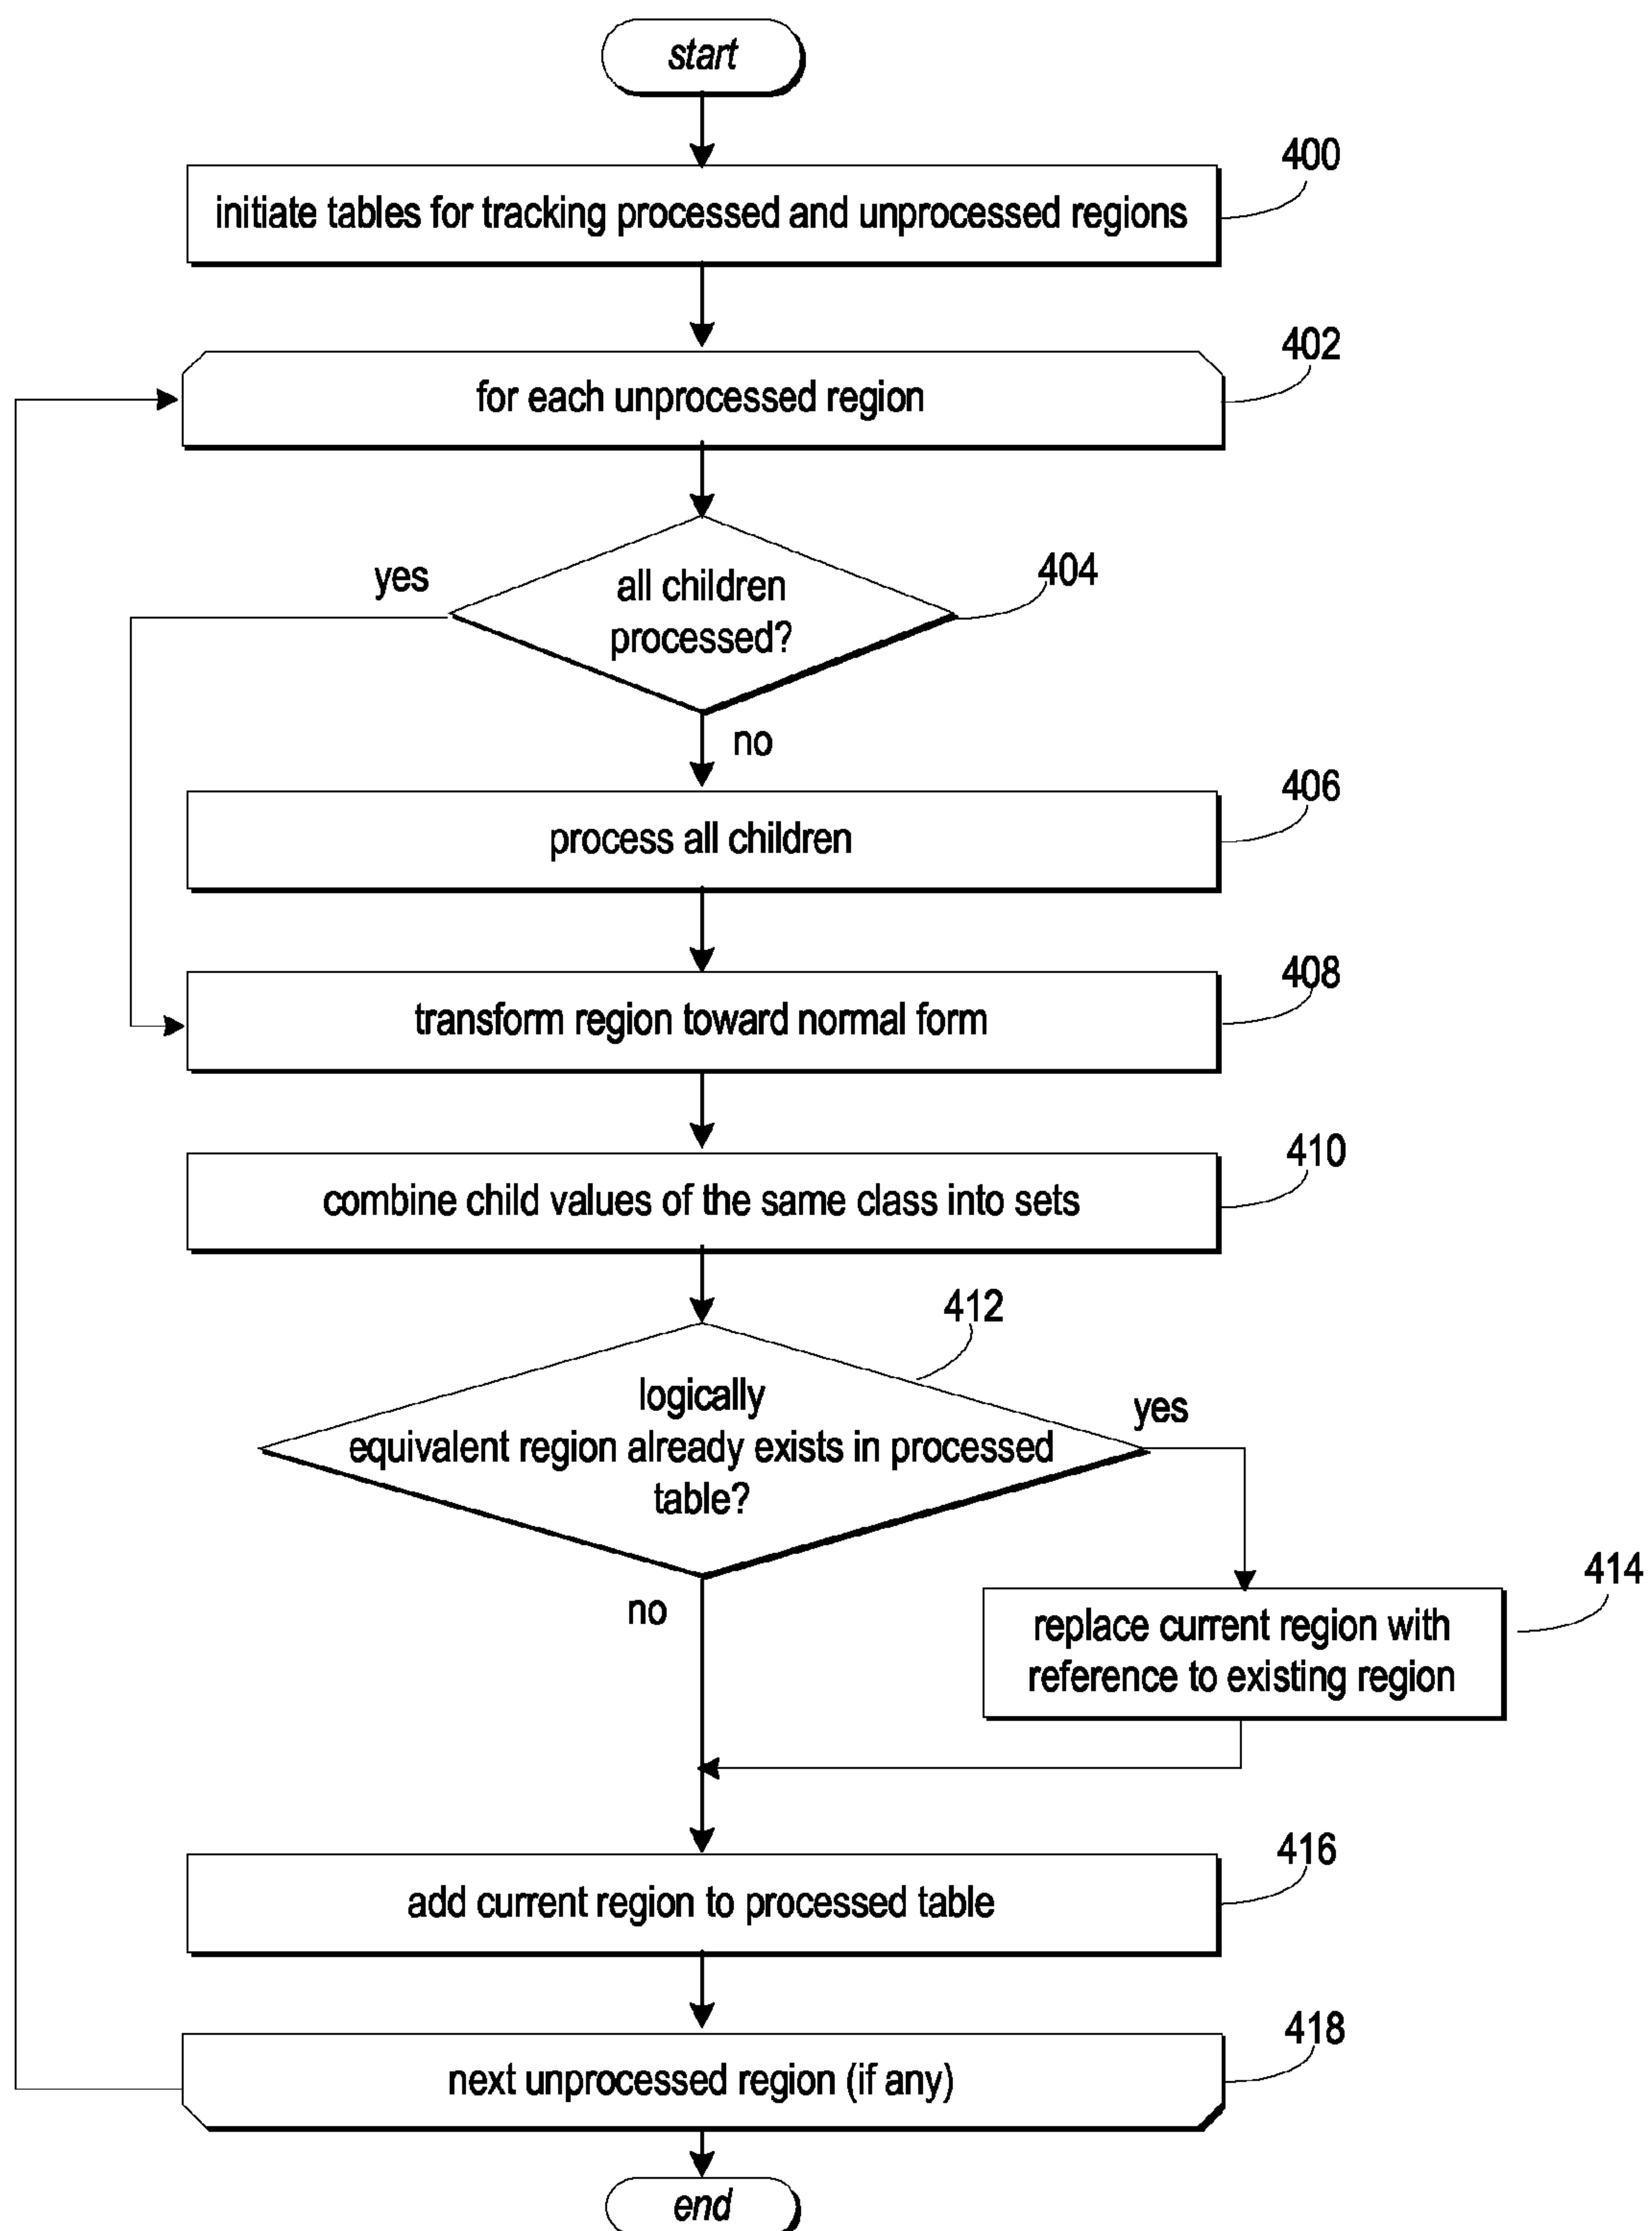 start
400
initiate tables for tracking processed and unprocessed regions
402
for each unprocessed region
yes
404
all children
processed?
no
406
process all children
408
transform region toward normal form
410
combine child values of the same class into sets
412
logically
equivalent region already exists in processed
table?
yes
no
414
replace current region with
reference to existing region
416
add current region to processed table
418
next unprocessed region (if any)
end